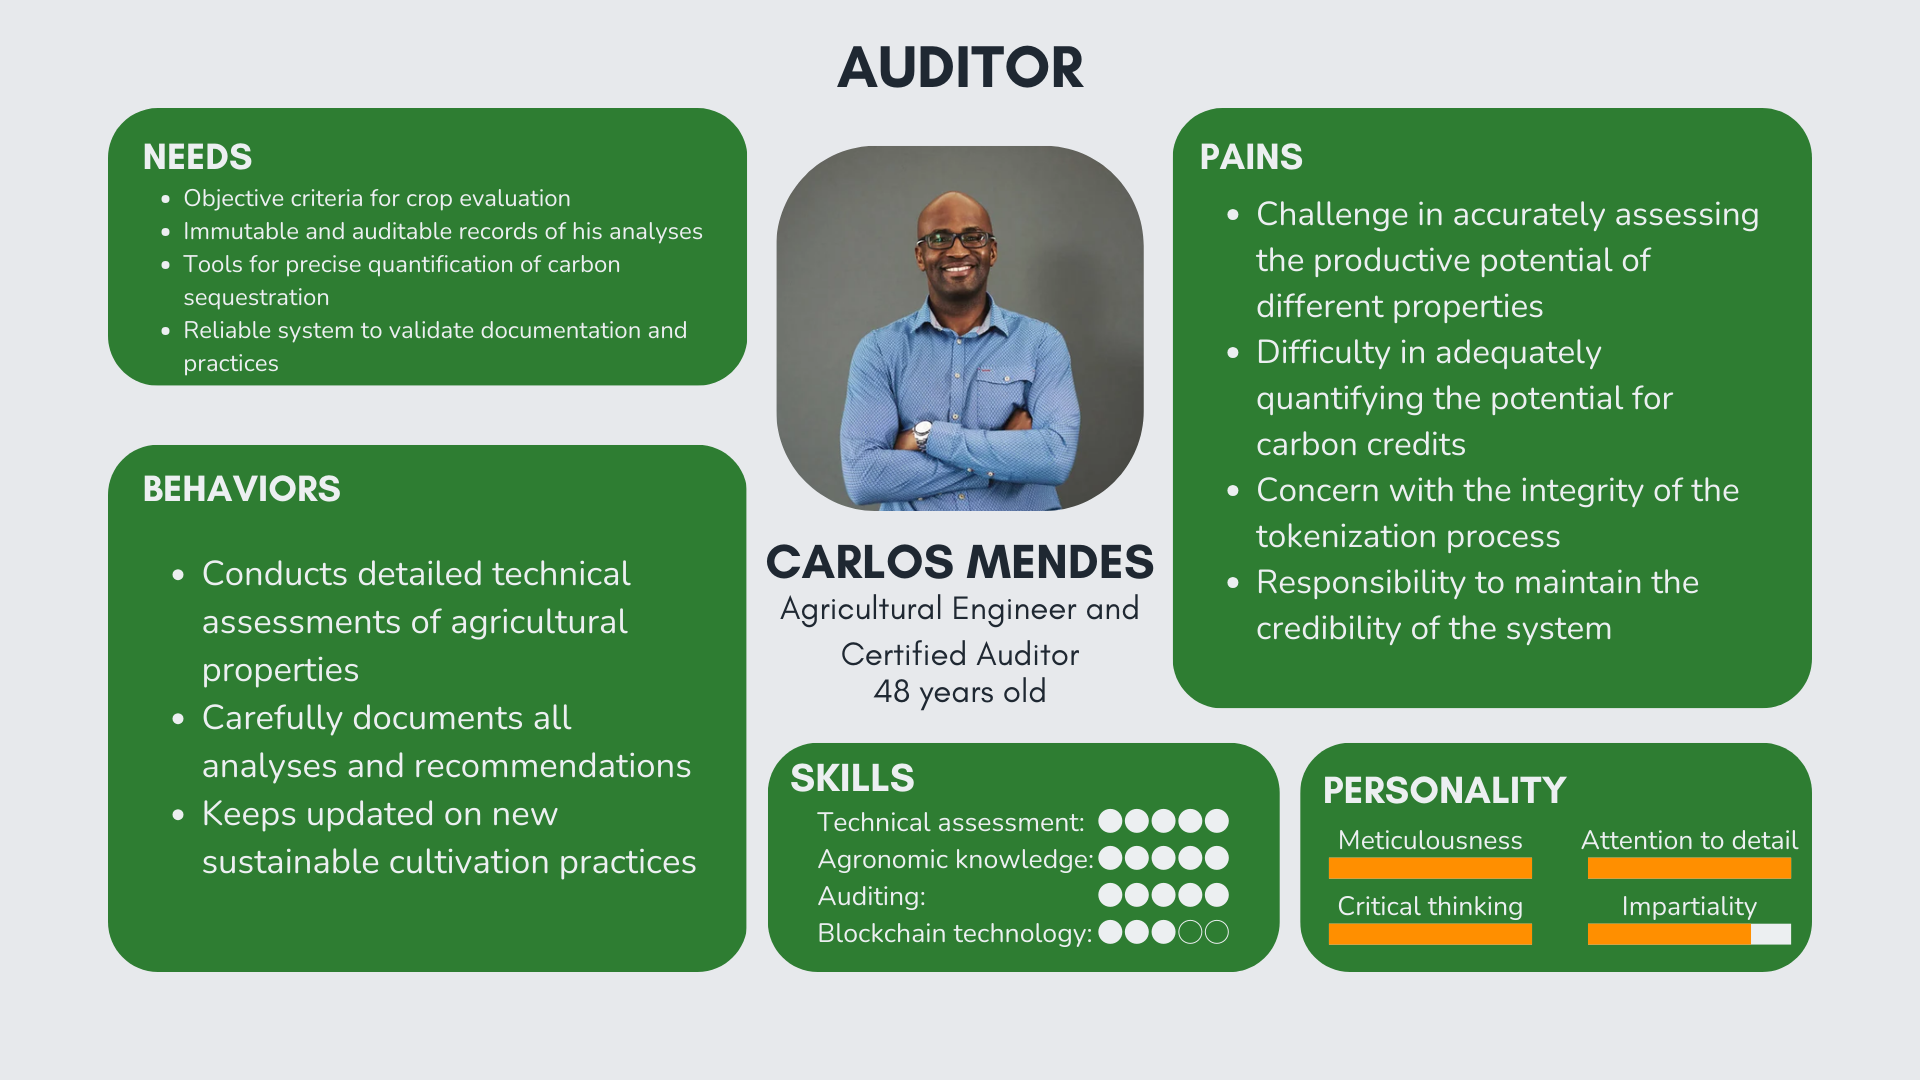 AUDITOR
NEEDS
• Objective criteria for crop evaluation
• Immutable and auditable records of his analyses
• Tools for precise quantification of carbon
sequestration
• Reliable system to validate documentation and
practices
BEHAVIORS
• Conducts detailed technical
assessments of agricultural
properties
• Carefully documents all
analyses and recommendations
• Keeps updated on new
sustainable cultivation practices
CARLOS MENDES
Agricultural Engineer and
Certified Auditor
48 years old
PAINS
• Challenge in accurately assessing
the productive potential of
different properties
• Difficulty in adequately
quantifying the potential for
carbon credits
• Concern with the integrity of the
tokenization process
• Responsibility to maintain the
credibility of the system
SKILLS
Technical assessment:
Agronomic knowledge:
Auditing:
Blockchain technology:
PERSONALITY
Meticulousness
Attention to detail
Critical thinking
Impartiality